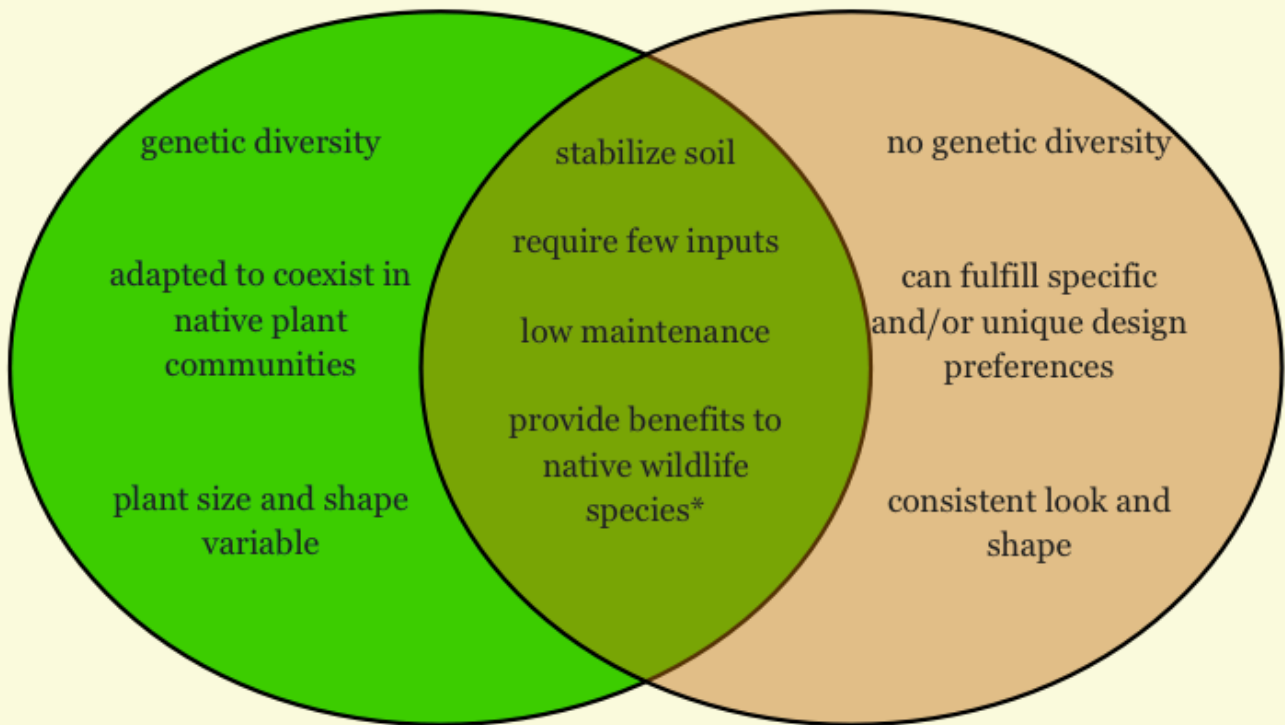 genetic diversity
adapted to coexist in
native plant
communities
plant size and shape
variable
stabilize soil
require few inputs
low maintenance
provide benefits to
native wildlife
species*
no genetic diversity
can fulfill specific
and/or unique design
preferences
consistent look and
shape